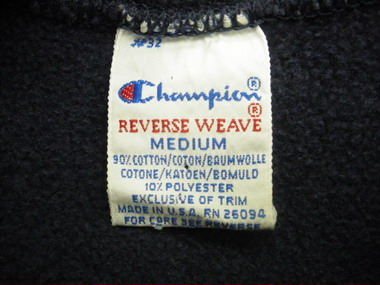 #32
Champion®
®
REVERSE WEAVE
MEDIUM
90% COTTON/COTON/BAUMWOLLE
COTONE/KATOEN/BOMULD
10% POLYESTER
EXCLUSIVE OF TRIM
MADE IN U.S.A. RN 26094
FOR CARE SEE REVERSE